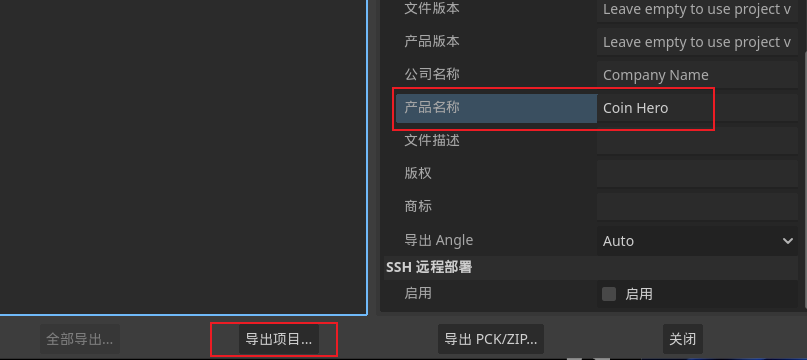 文件版本 Leave empty to use project v
产品版本 Leave empty to use project v
公司名称 Company Name
产品名称 Coin Hero
文件描述
版权
商标
导出 Angle Auto
SSH 远程部署
启用 启用
全部导出... 导出项目... 导出 PCK/ZIP... 关闭